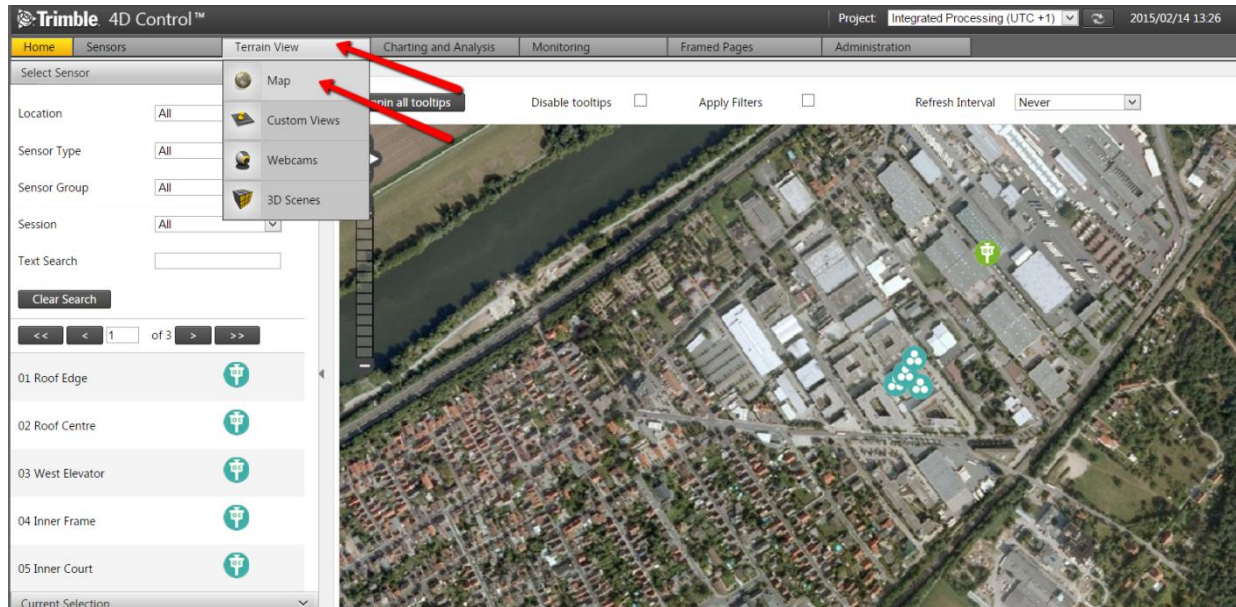 Trimble. 4D Control™
Project: Integrated Processing (UTC +1) 2015/02/14 13:26
Home Sensors Terrain View Charting and Analysis Monitoring Framed Pages Administration
Select Sensor
Map
Custom Views
Webcams
3D Scenes
all tooltips Disable tooltips Apply Filters Refresh Interval Never
Location All
Sensor Type All
Sensor Group All
Session All
Text Search
Clear Search
<< < 1 of 3 > >>
01 Roof Edge
02 Roof Centre
03 West Elevator
04 Inner Frame
05 Inner Court
Current Selection